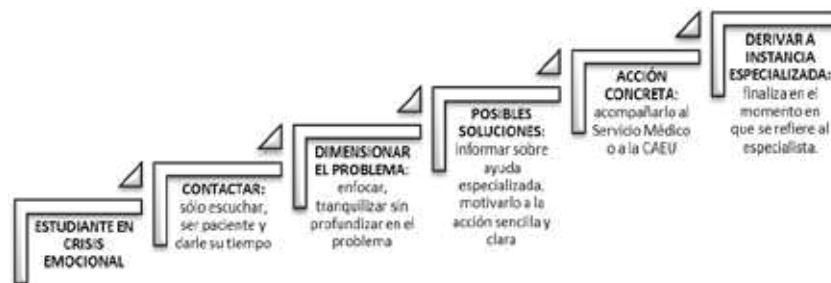 ESTUDIANTE EN
CRISIS
EMOCIONAL
CONTACTAR:
sólo escuchar,
ser paciente y
darle su tiempo
DIMENSIONAR
EL PROBLEMA:
enfocar,
tranquilizar sin
profundizar en el
problema
POSIBLES
SOLUCIONES:
informar sobre
ayuda
especializada,
motivarlo a la
acción sencilla y
clara
ACCIÓN
CONCRETA:
acompañarlo al
Servicio Médico
o a la CAEU
DERIVAR A
INSTANCIA
ESPECIALIZADA:
finaliza en el
momento en
que se refiere al
especialista.